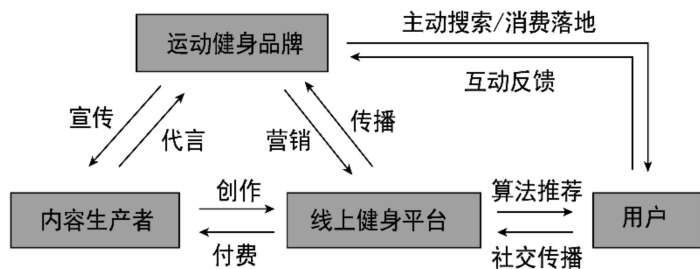 主动搜索/消费落地
运动健身品牌
互动反馈
宣传
代言
营销
传播
内容生产者
创作
付费
线上健身平台
算法推荐
社交传播
用户